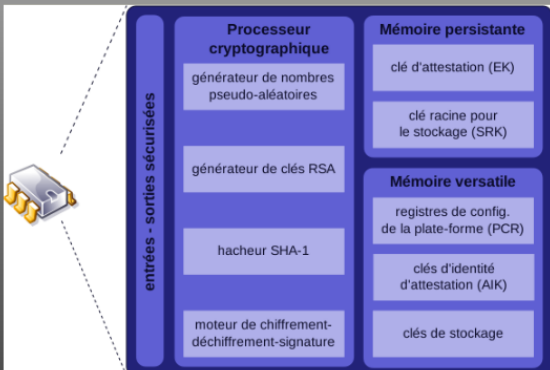 entrées - sorties sécurisées
Processeur
cryptographique
générateur de nombres
pseudo-aléatoires
générateur de clés RSA
hacheur SHA-1
moteur de chiffrement-
déchiffrement-signature
Mémoire persistante
clé d'attestation (EK)
clé racine pour
le stockage (SRK)
Mémoire versatile
registres de config.
de la plate-forme (PCR)
clés d'identité
d'attestation (AIK)
clés de stockage